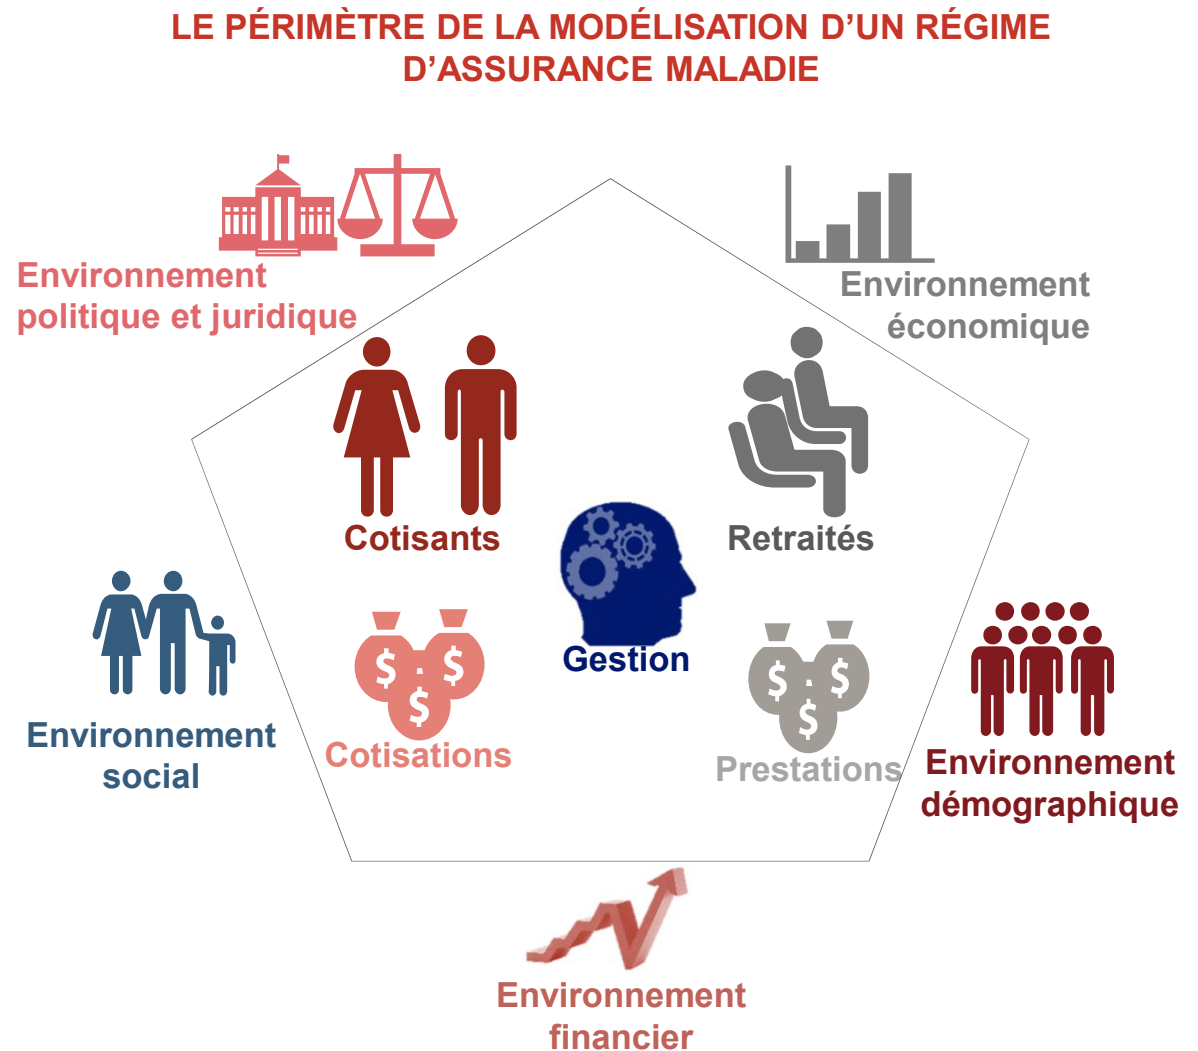 LE PÉRIMÈTRE DE LA MODÉLISATION D’UN RÉGIME
D’ASSURANCE MALADIE
Environnement
politique et juridique
Environnement
économique
Cotisants
Retraités
Gestion
$ $
$
$ $
$
Cotisations
Prestations
Environnement
social
Environnement
démographique
Environnement
financier